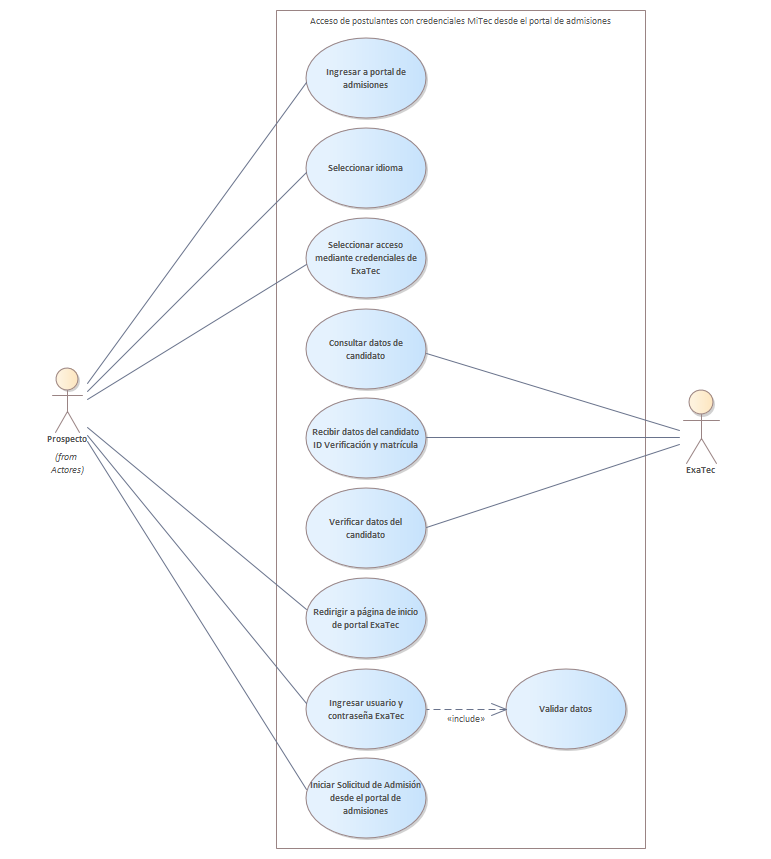 Acceso de postulantes con credenciales MiTec desde el portal de admisiones
Ingresar a portal de
admisiones
Seleccionar idioma
Seleccionar acceso
mediante credenciales de
ExaTec
Consultar datos de
candidato
Recibir datos del candidato
ID Verificación y matrícula
Verificar datos del
candidato
Redirigir a página de inicio
de portal ExaTec
Ingresar usuario y
contraseña ExaTec
«include»
Validar datos
Iniciar Solicitud de Admisión
desde el portal de
admisiones
Prospecto
(from
Actores)
ExaTec